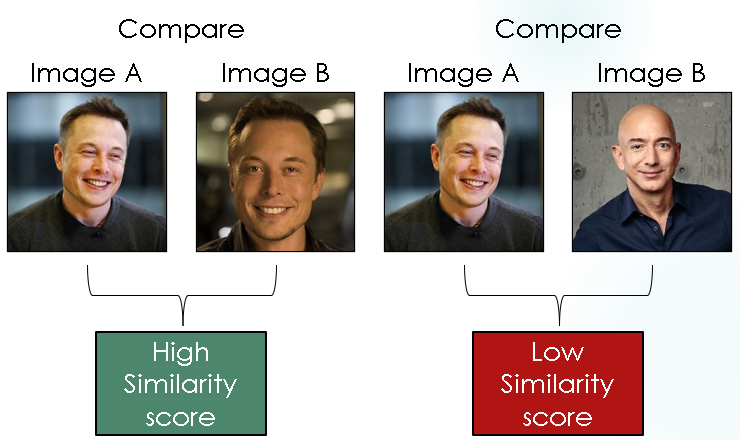 Compare
Image A
Image B
High
Similarity
score
Compare
Image A
Image B
Low
Similarity
score